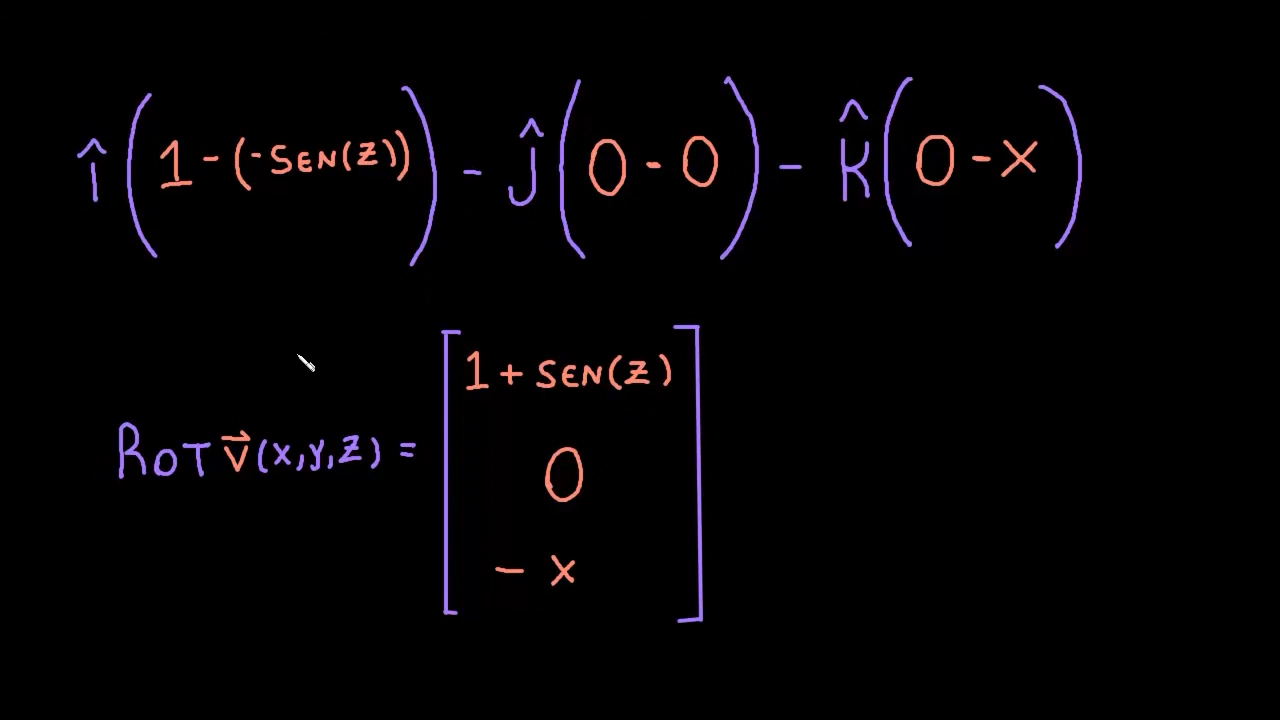 î(1-(-SEN(z)))-ĵ(0-0)-k̂(0-x)
1+SEN(z)
ROT v⃗(x,y,z)=
0
-x